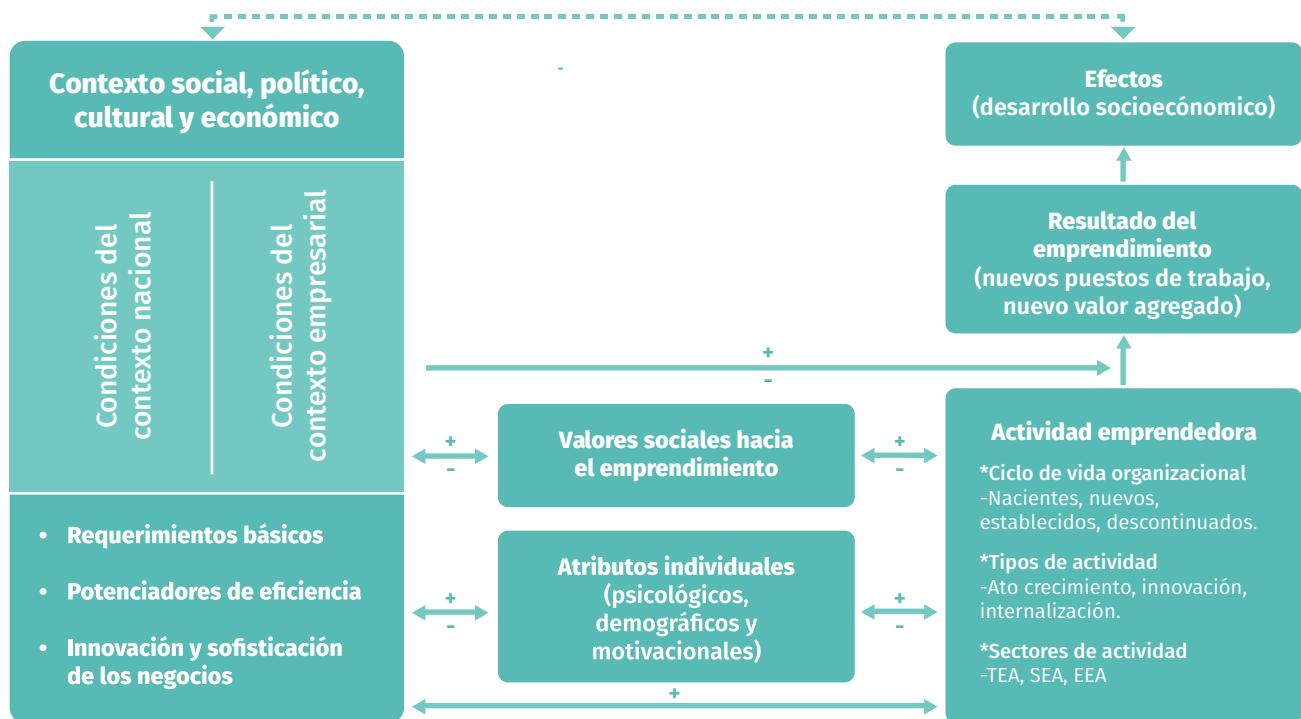 Contexto social, político,
cultural y económico
Condiciones del
contexto nacional
Condiciones del
contexto empresarial
• Requerimientos básicos
• Potenciadores de eficiencia
• Innovación y sofisticación
de los negocios
-
+
-
+
-
+
-
Valores sociales hacia
el emprendimiento
Atributos individuales
(psicológicos,
demográficos y
motivacionales)
+
-
+
-
+
Efectos
(desarrollo socioecónomico)
Resultado del
emprendimiento
(nuevos puestos de trabajo,
nuevo valor agregado)
Actividad emprendedora
*Ciclo de vida organizacional
-Nacientes, nuevos,
establecidos, descontinuados.
*Tipos de actividad
-Ato crecimiento, innovación,
internalización.
*Sectores de actividad
-TEA, SEA, EEA